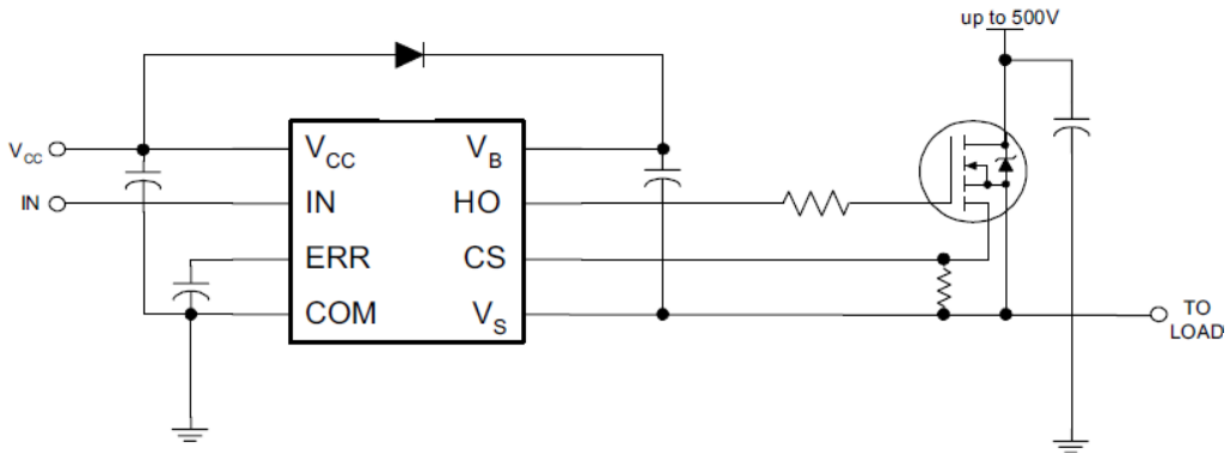 up to 500V
VCC
IN
VCC
IN
ERR
COM
VB
HO
CS
VS
TO
LOAD